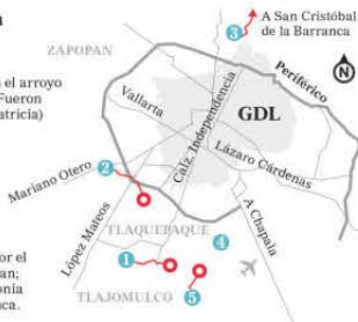 A San Cristóbal
de la Barranca
3
ZAPOPAN
Periférico
N
el arroyo
Fueron
atricia)
Vallarta
Calz. Independencia
GDL
Lázaro Cárdenas
Mariano Otero
2
López Mateos
TLAQUEPAQUE
A Chapala
4
1
or el
an;
onía
ca.
TLAJOMULCO
5